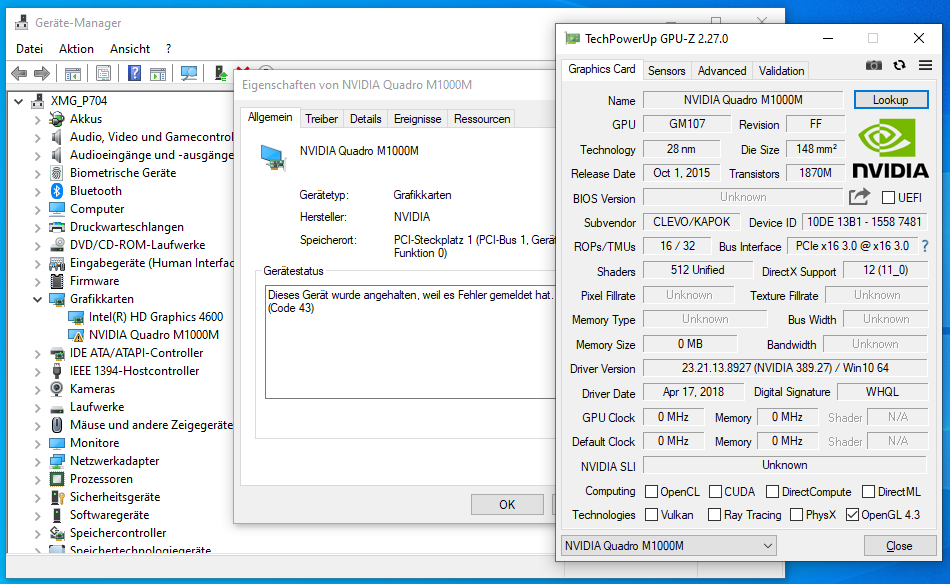 Geräte-Manager
Datei Aktion Ansicht ?
XMG_P704
Akkus
Audio, Video und Gamecontrol
Audioeingänge und -ausgänge
Biometrische Geräte
Bluetooth
Computer
Druckwarteschlangen
DVD/CD-ROM-Laufwerke
Eingabegeräte (Human Interfac
Firmware
Grafikkarten
Intel(R) HD Graphics 4600
NVIDIA Quadro M1000M
IDE ATA/ATAPI-Controller
IEEE 1394-Hostcontroller
Kameras
Laufwerke
Mäuse und andere Zeigegeräte
Monitore
Netzwerkadapter
Prozessoren
Sicherheitsgeräte
Softwaregeräte
Speichercontroller
Speichertechnologiegeräte
Eigenschaften von NVIDIA Quadro M1000M
Allgemein Treiber Details Ereignisse Ressourcen
NVIDIA Quadro M1000M
Gerätetyp: Grafikkarten
Hersteller: NVIDIA
Speicherort: PCI-Steckplatz 1 (PCI-Bus 1, Gerät
Funktion 0)
Gerätestatus
Dieses Gerät wurde angehalten, weil es Fehler gemeldet hat.
(Code 43)
OK
TechPowerUp GPU-Z 2.27.0
Graphics Card Sensors Advanced Validation
Name NVIDIA Quadro M1000M Lookup
GPU GM107 Revision FF
Technology 28 nm Die Size 148 mm²
Release Date Oct 1, 2015 Transistors 1870M
NVIDIA
BIOS Version Unknown UEFI
Subvendor CLEVO/KAPOK Device ID 10DE 13B1 - 1558 7481
ROPs/TMUs 16 / 32 Bus Interface PCIe x16 3.0 @ x16 3.0 ?
Shaders 512 Unified DirectX Support 12 (11_0)
Pixel Fillrate Unknown Texture Fillrate Unknown
Memory Type Unknown Bus Width Unknown
Memory Size 0 MB Bandwidth Unknown
Driver Version 23.21.13.8927 (NVIDIA 389.27) / Win10 64
Driver Date Apr 17, 2018 Digital Signature WHQL
GPU Clock 0 MHz Memory 0 MHz Shader N/A
Default Clock 0 MHz Memory 0 MHz Shader N/A
NVIDIA SLI Unknown
Computing OpenCL CUDA DirectCompute DirectML
Technologies Vulkan Ray Tracing PhysX OpenGL 4.3
NVIDIA Quadro M1000M Close